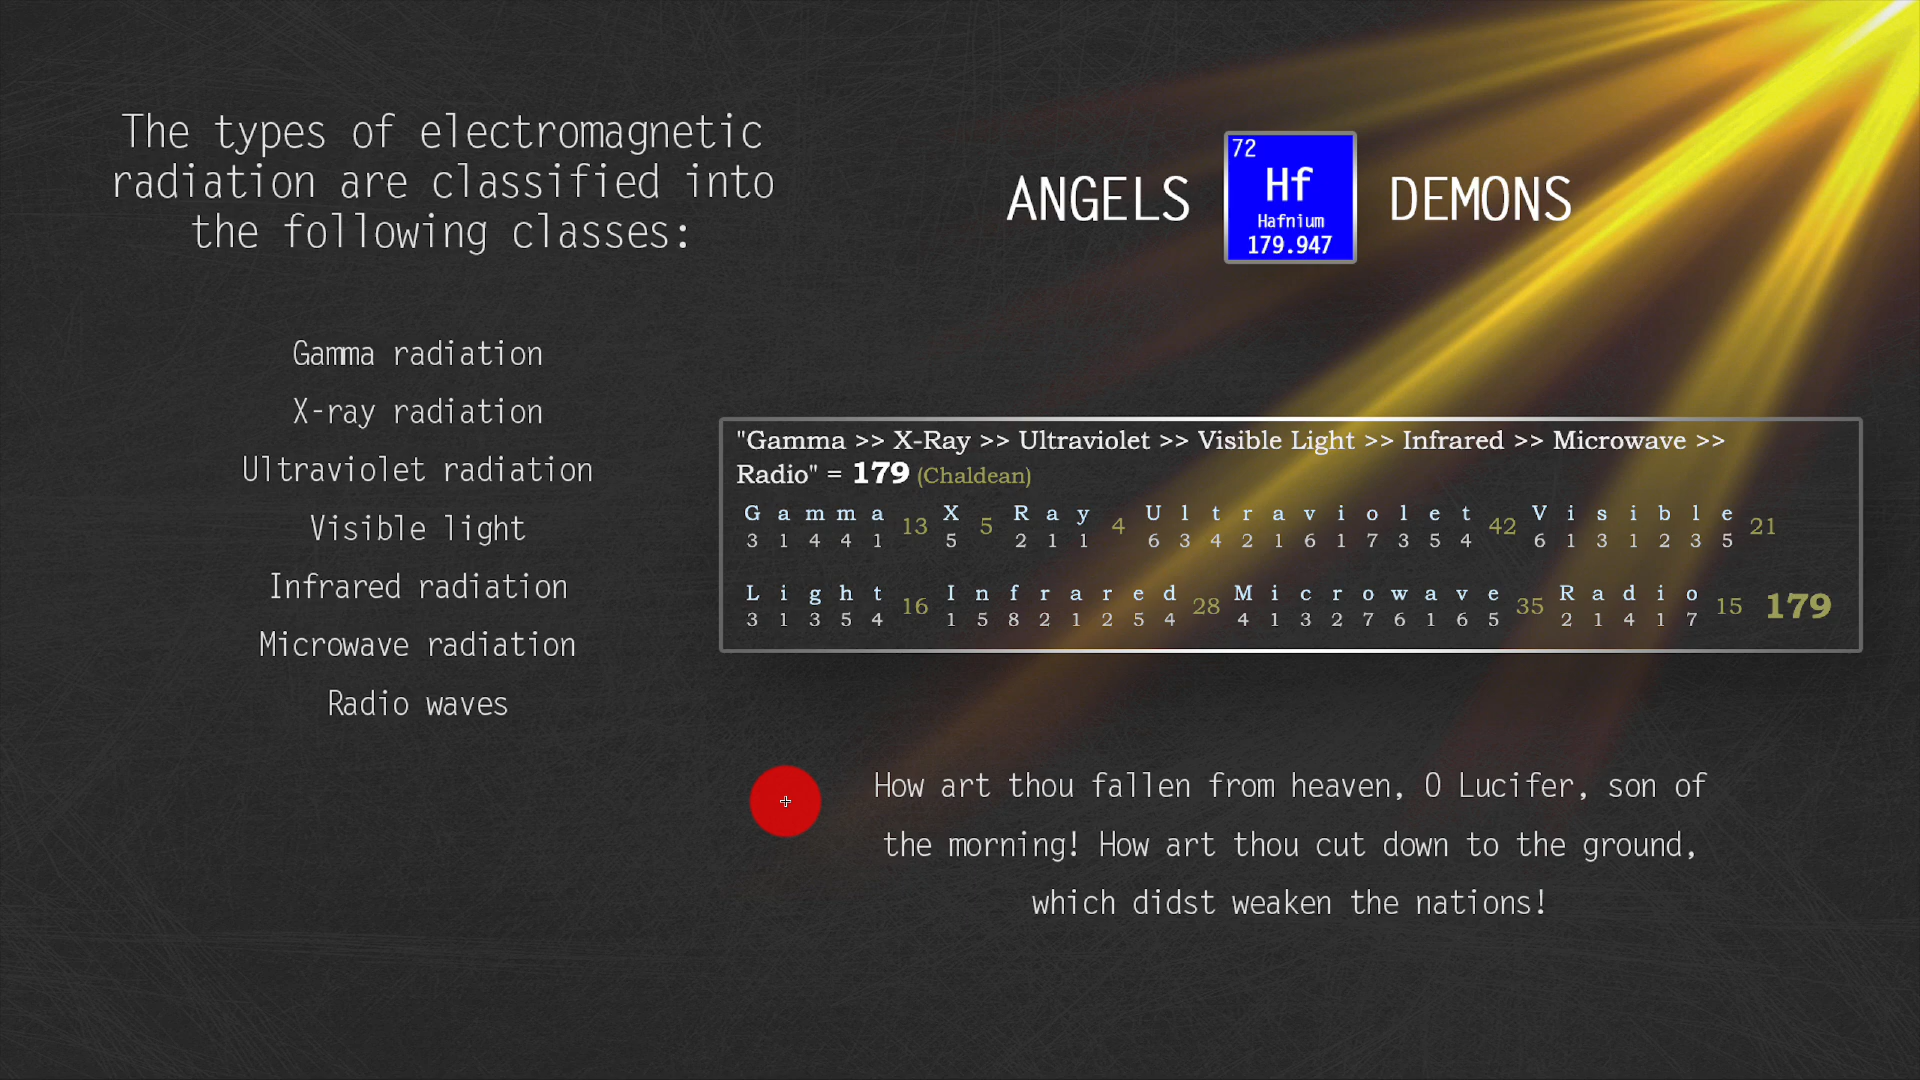 The types of electromagnetic
radiation are classified into
the following classes:
Gamma radiation
X-ray radiation
Ultraviolet radiation
Visible light
Infrared radiation
Microwave radiation
Radio waves
ANGELS
72
Hf
Hafnium
179.947
DEMONS
"Gamma >> X-Ray >> Ultraviolet >> Visible Light >> Infrared >> Microwave >>
Radio" = 179 (Chaldean)
G a m m a 13 X 5 R a y 4 U l t r a v i o l e t 42 V i s i b l e 21
3 1 4 4 1 5 2 1 1 6 3 4 2 1 6 1 7 3 5 4 6 1 3 1 2 3 5
L i g h t 16 I n f r a r e d 28 M i c r o w a v e 35 R a d i o 15 179
3 1 3 5 4 1 5 8 2 1 2 5 4 4 1 3 2 7 6 1 6 5 2 1 4 1 7
How art thou fallen from heaven, O Lucifer, son of
the morning! How art thou cut down to the ground,
which didst weaken the nations!